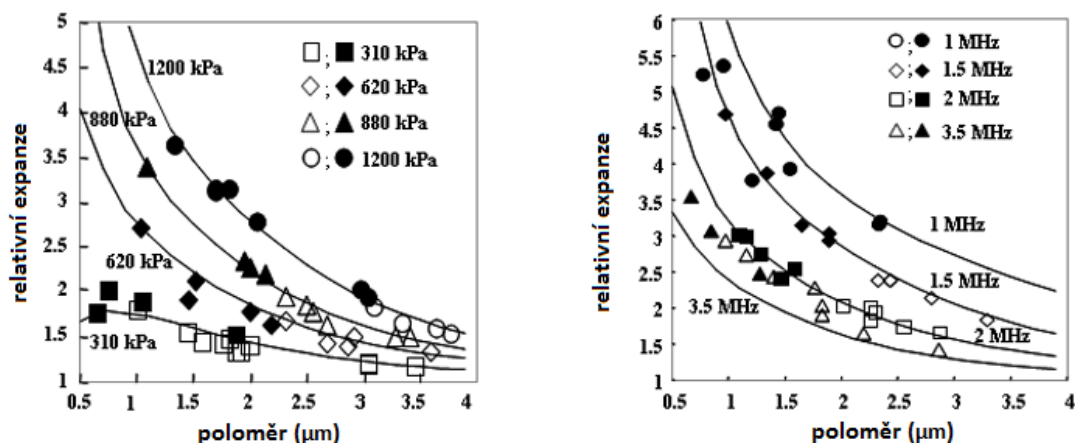 5
4.5
4
3.5
3
2.5
2
1.5
1
0.5 1 1.5 2 2.5 3 3.5 4
relativní expanze
poloměr (µm)
1200 kPa
880 kPa
620 kPa
310 kPa
; 310 kPa
; 620 kPa
; 880 kPa
; 1200 kPa
6
5.5
5
4.5
4
3.5
3
2.5
2
1.5
1
0.5 1 1.5 2 2.5 3 3.5 4
relativní expanze
poloměr (µm)
; 1 MHz
; 1.5 MHz
; 2 MHz
; 3.5 MHz
1 MHz
1.5 MHz
2 MHz
3.5 MHz